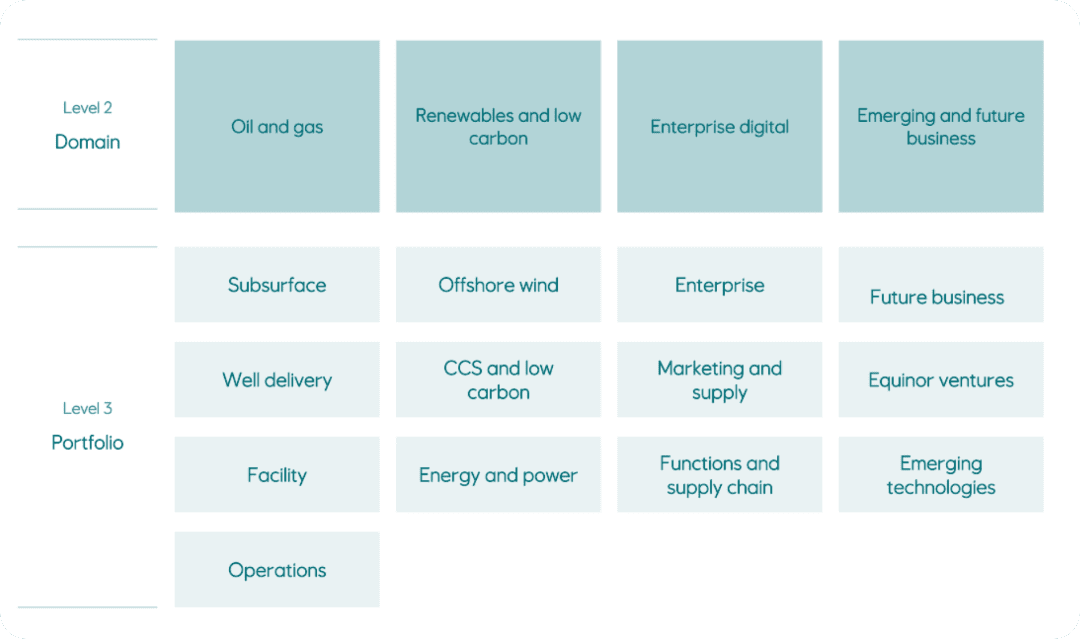 Level 2
Domain
Oil and gas
Renewables and low
carbon
Enterprise digital
Emerging and future
business
Level 3
Portfolio
Subsurface
Offshore wind
Enterprise
Future business
Well delivery
CCS and low
carbon
Marketing and
supply
Equinor ventures
Facility
Energy and power
Functions and
supply chain
Emerging
technologies
Operations